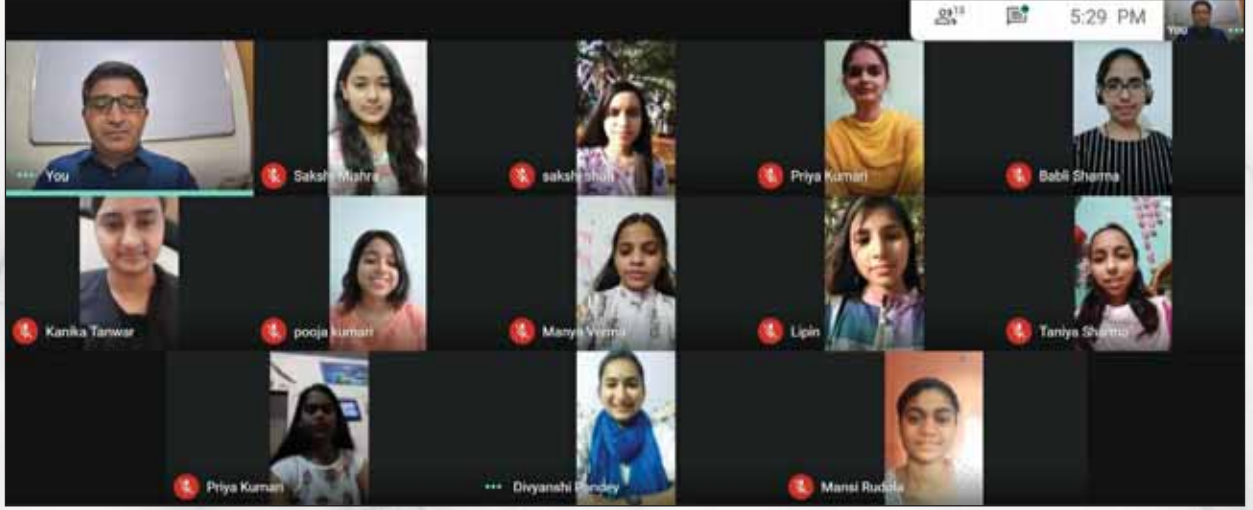 13 5:29 PM
You
You
Sakshi Mishra
sakshi
Priya Kumari
Babli Sharma
Kanika Tanwar
pooja kumari
Manya Verma
Lipin
Taniya Sharma
Priya Kumari
Divyanshi Pandey
Mansi Rudola